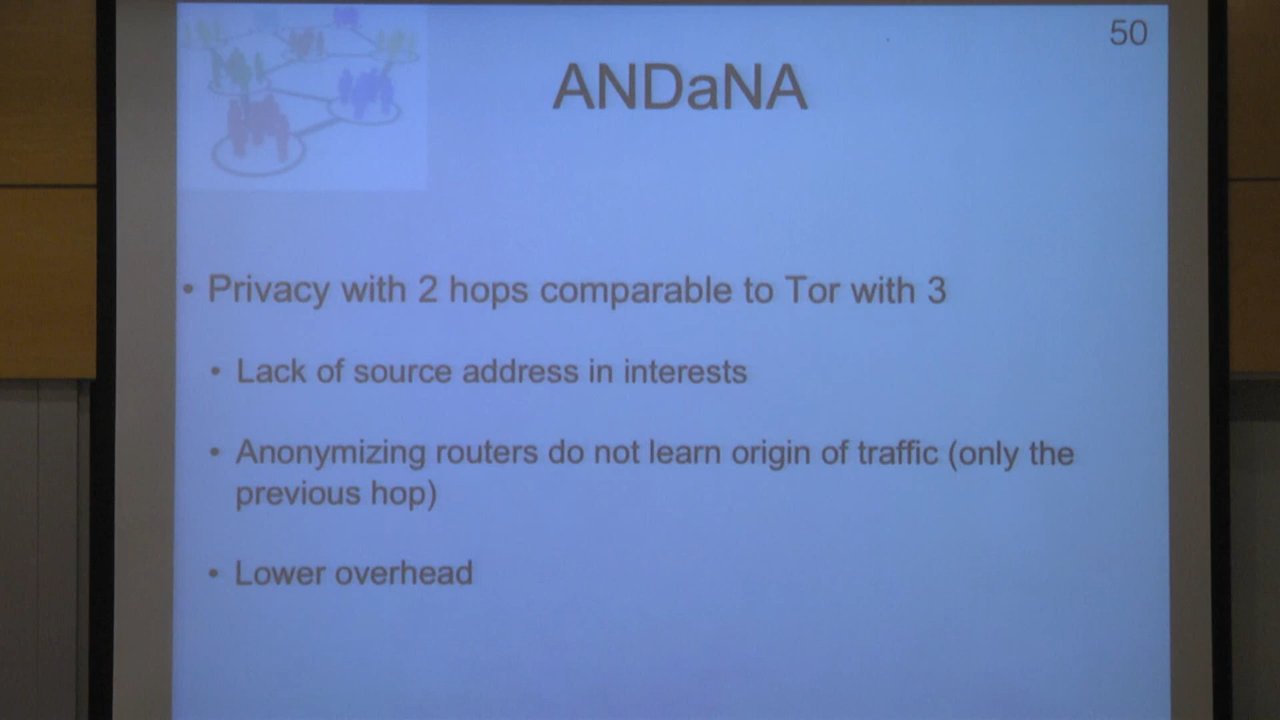 50
ANDaNA
• Privacy with 2 hops comparable to Tor with 3
• Lack of source address in interests
• Anonymizing routers do not learn origin of traffic (only the
previous hop)
• Lower overhead